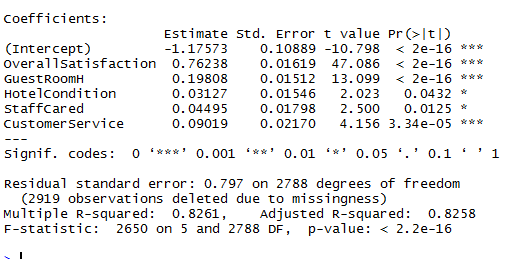 Coefficients:
Estimate Std. Error t value Pr(>|t|)
(Intercept) -1.17573 0.10889 -10.798 < 2e-16 ***
OverallSatisfaction 0.76238 0.01619 47.086 < 2e-16 ***
GuestRoomH 0.19808 0.01512 13.099 < 2e-16 ***
HotelCondition 0.03127 0.01546 2.023 0.0432 *
StaffCared 0.04495 0.01798 2.500 0.0125 *
CustomerService 0.09019 0.02170 4.156 3.34e-05 ***
---
Signif. codes: 0 ‘***’ 0.001 ‘**’ 0.01 ‘*’ 0.05 ‘.’ 0.1 ‘ ’ 1
Residual standard error: 0.797 on 2788 degrees of freedom
(2919 observations deleted due to missingness)
Multiple R-squared: 0.8261, Adjusted R-squared: 0.8258
F-statistic: 2650 on 5 and 2788 DF, p-value: < 2.2e-16
>